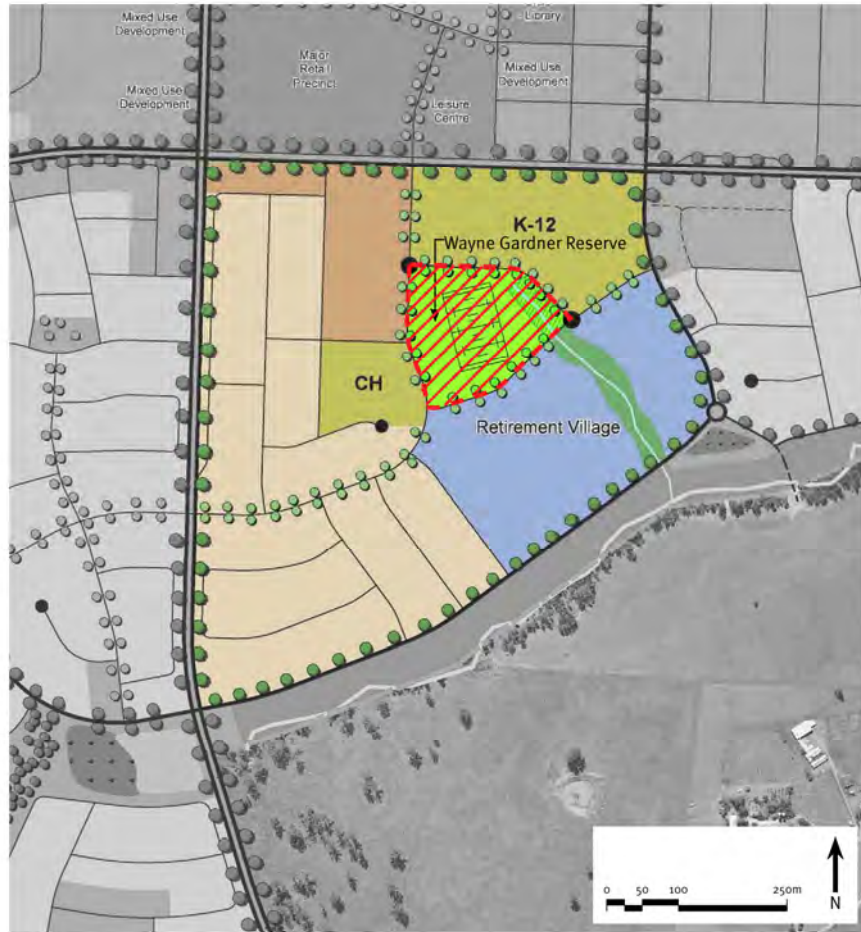 Library
Mixed Use
Development
Major
Retail
Precinct
Mixed Use
Development
Mixed Use
Development
Leisure
Centre
K-12
Wayne Gardner Reserve
CH
Retirement Village
0 50 100 250m
N